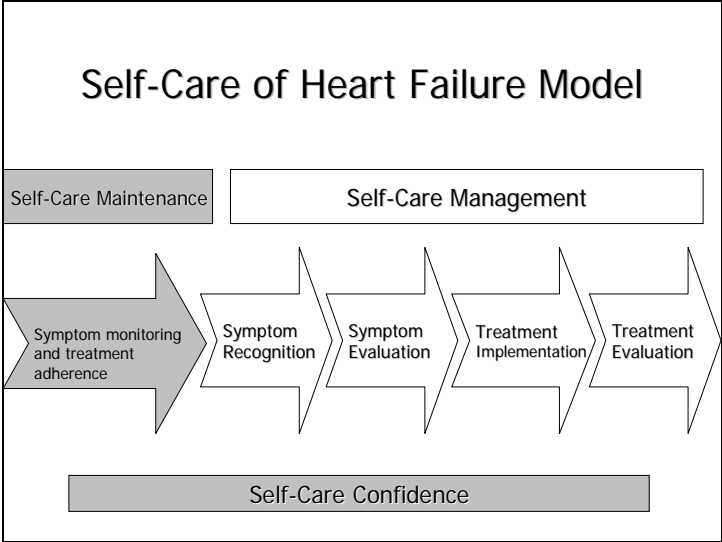 Self-Care of Heart Failure Model
Self-Care Maintenance
Self-Care Management
Symptom monitoring
and treatment
adherence
Symptom
Recognition
Symptom
Evaluation
Treatment
Implementation
Treatment
Evaluation
Self-Care Confidence